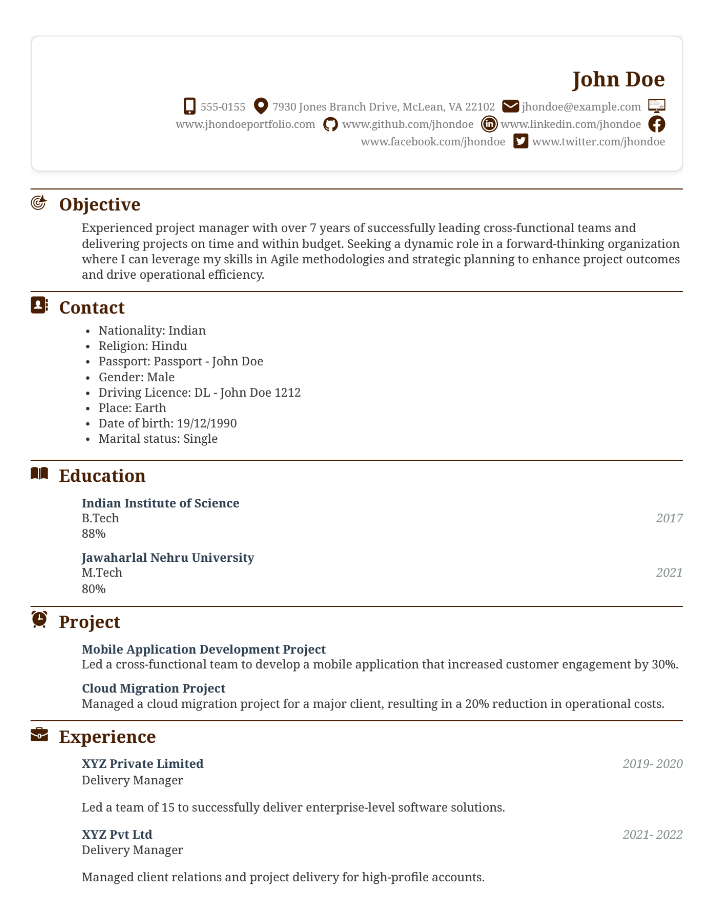 John Doe
555-0155 7930 Jones Branch Drive, McLean, VA 22102 jhondoe@example.com
www.jhondoeportfolio.com www.github.com/jhondoe www.linkedin.com/jhondoe
www.facebook.com/jhondoe www.twitter.com/jhondoe
Objective
Experienced project manager with over 7 years of successfully leading cross-functional teams and
delivering projects on time and within budget. Seeking a dynamic role in a forward-thinking organization
where I can leverage my skills in Agile methodologies and strategic planning to enhance project outcomes
and drive operational efficiency.
Contact
• Nationality: Indian
• Religion: Hindu
• Passport: Passport - John Doe
• Gender: Male
• Driving Licence: DL - John Doe 1212
• Place: Earth
• Date of birth: 19/12/1990
• Marital status: Single
Education
Indian Institute of Science
B.Tech 2017
88%
Jawaharlal Nehru University
M.Tech 2021
80%
Project
Mobile Application Development Project
Led a cross-functional team to develop a mobile application that increased customer engagement by 30%.
Cloud Migration Project
Managed a cloud migration project for a major client, resulting in a 20% reduction in operational costs.
Experience
XYZ Private Limited 2019- 2020
Delivery Manager
Led a team of 15 to successfully deliver enterprise-level software solutions.
XYZ Pvt Ltd 2021- 2022
Delivery Manager
Managed client relations and project delivery for high-profile accounts.